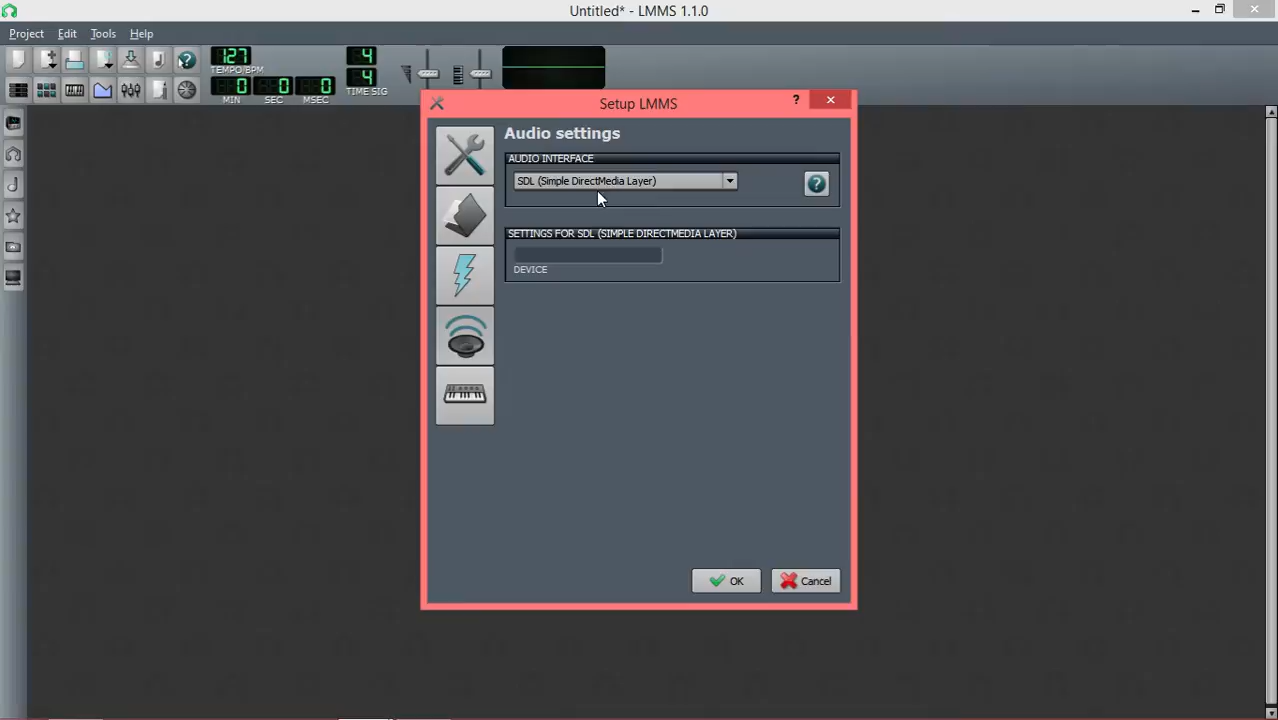 Untitled* - LMMS 1.1.0
Project Edit Tools Help
127
TEMPO/BPM
4
4
TIME SIG
0 0 0
MIN SEC MSEC
Setup LMMS
?
Audio settings
AUDIO INTERFACE
SDL (Simple DirectMedia Layer)
?
SETTINGS FOR SDL (SIMPLE DIRECTMEDIA LAYER)
DEVICE
OK Cancel